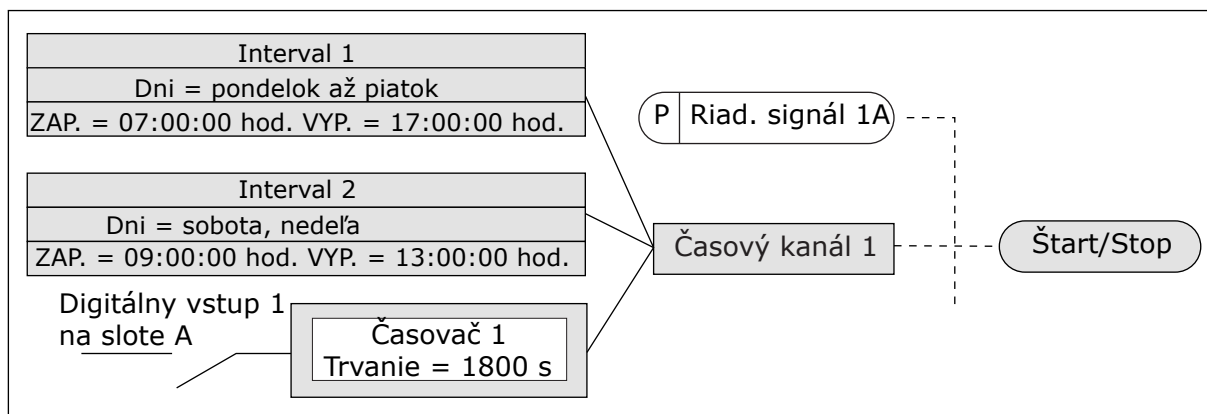 Interval 1
Dni = pondelok až piatok
ZAP. = 07:00:00 hod. VYP. = 17:00:00 hod.
P Riad. signál 1A
Interval 2
Dni = sobota, nedeľa
ZAP. = 09:00:00 hod. VYP. = 13:00:00 hod.
Časový kanál 1
Štart/Stop
Digitálny vstup 1
na slote A
Časovač 1
Trvanie = 1800 s